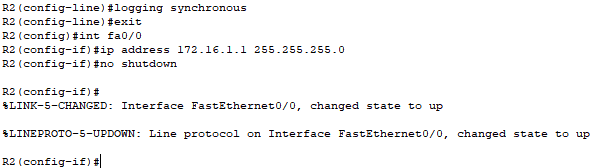 R2(config-line)#logging synchronous
R2(config-line)#exit
R2(config)#int fa0/0
R2(config-if)#ip address 172.16.1.1 255.255.255.0
R2(config-if)#no shutdown
R2(config-if)#
%LINK-5-CHANGED: Interface FastEthernet0/0, changed state to up
%LINEPROTO-5-UPDOWN: Line protocol on Interface FastEthernet0/0, changed state to up
R2(config-if)#